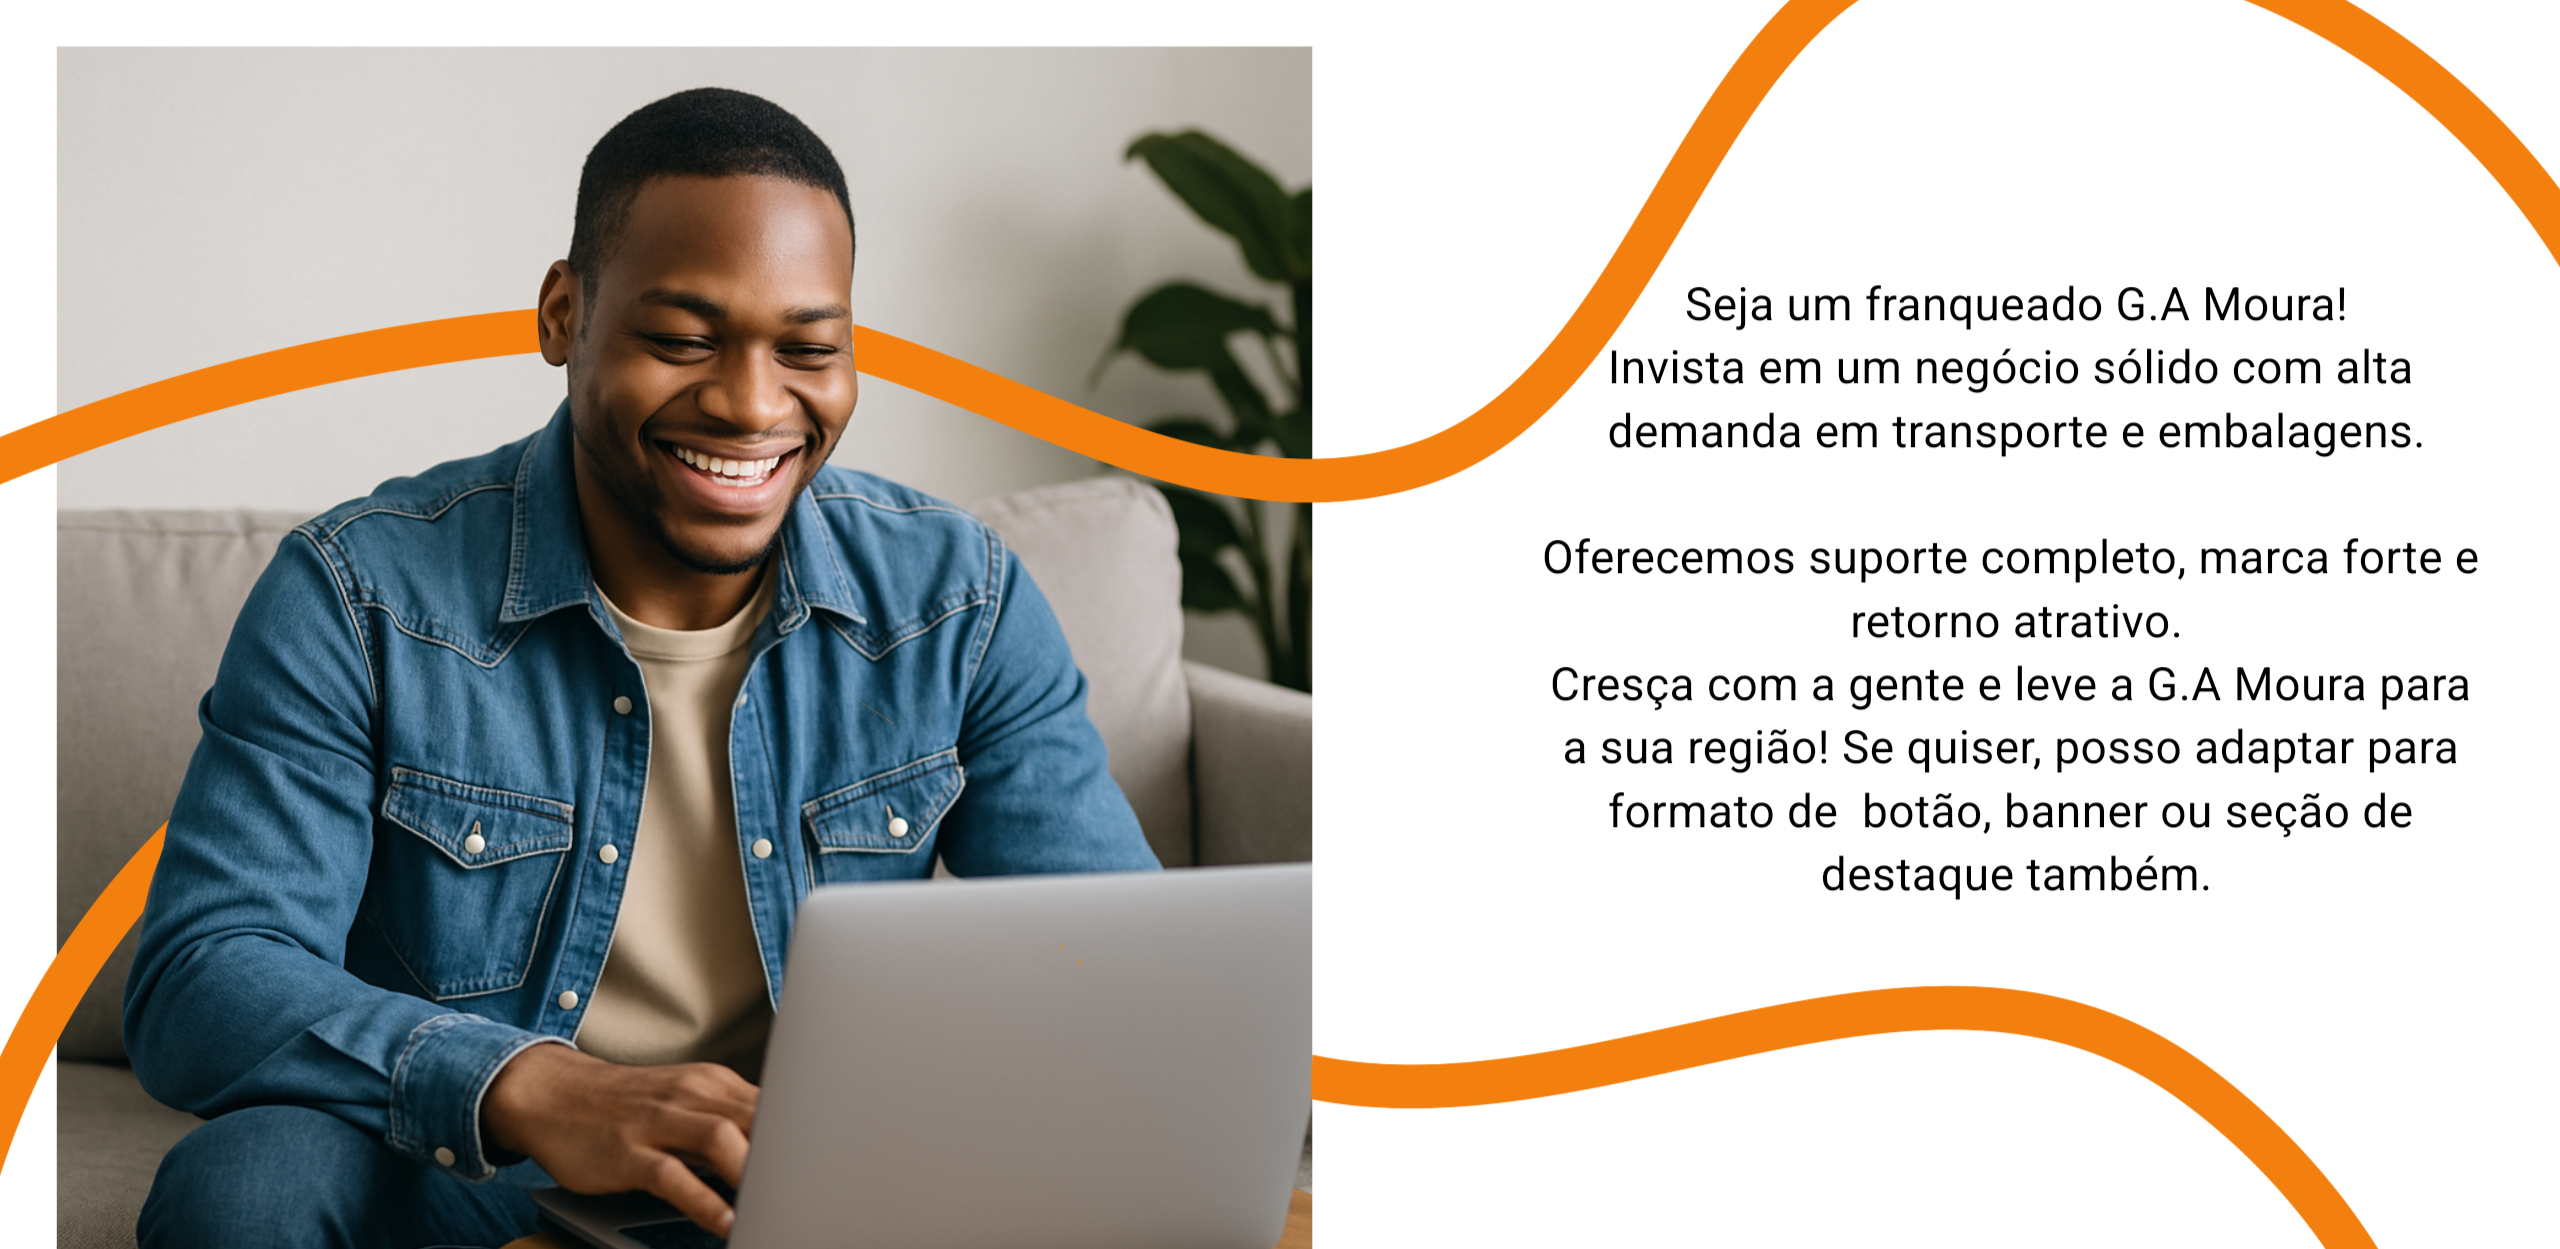 Seja um franqueado G.A Moura!
Invista em um negócio sólido com alta
demanda em transporte e embalagens.
Oferecemos suporte completo, marca forte e
retorno atrativo.
Cresça com a gente e leve a G.A Moura para
a sua região! Se quiser, posso adaptar para
formato de  botão, banner ou seção de
destaque também.